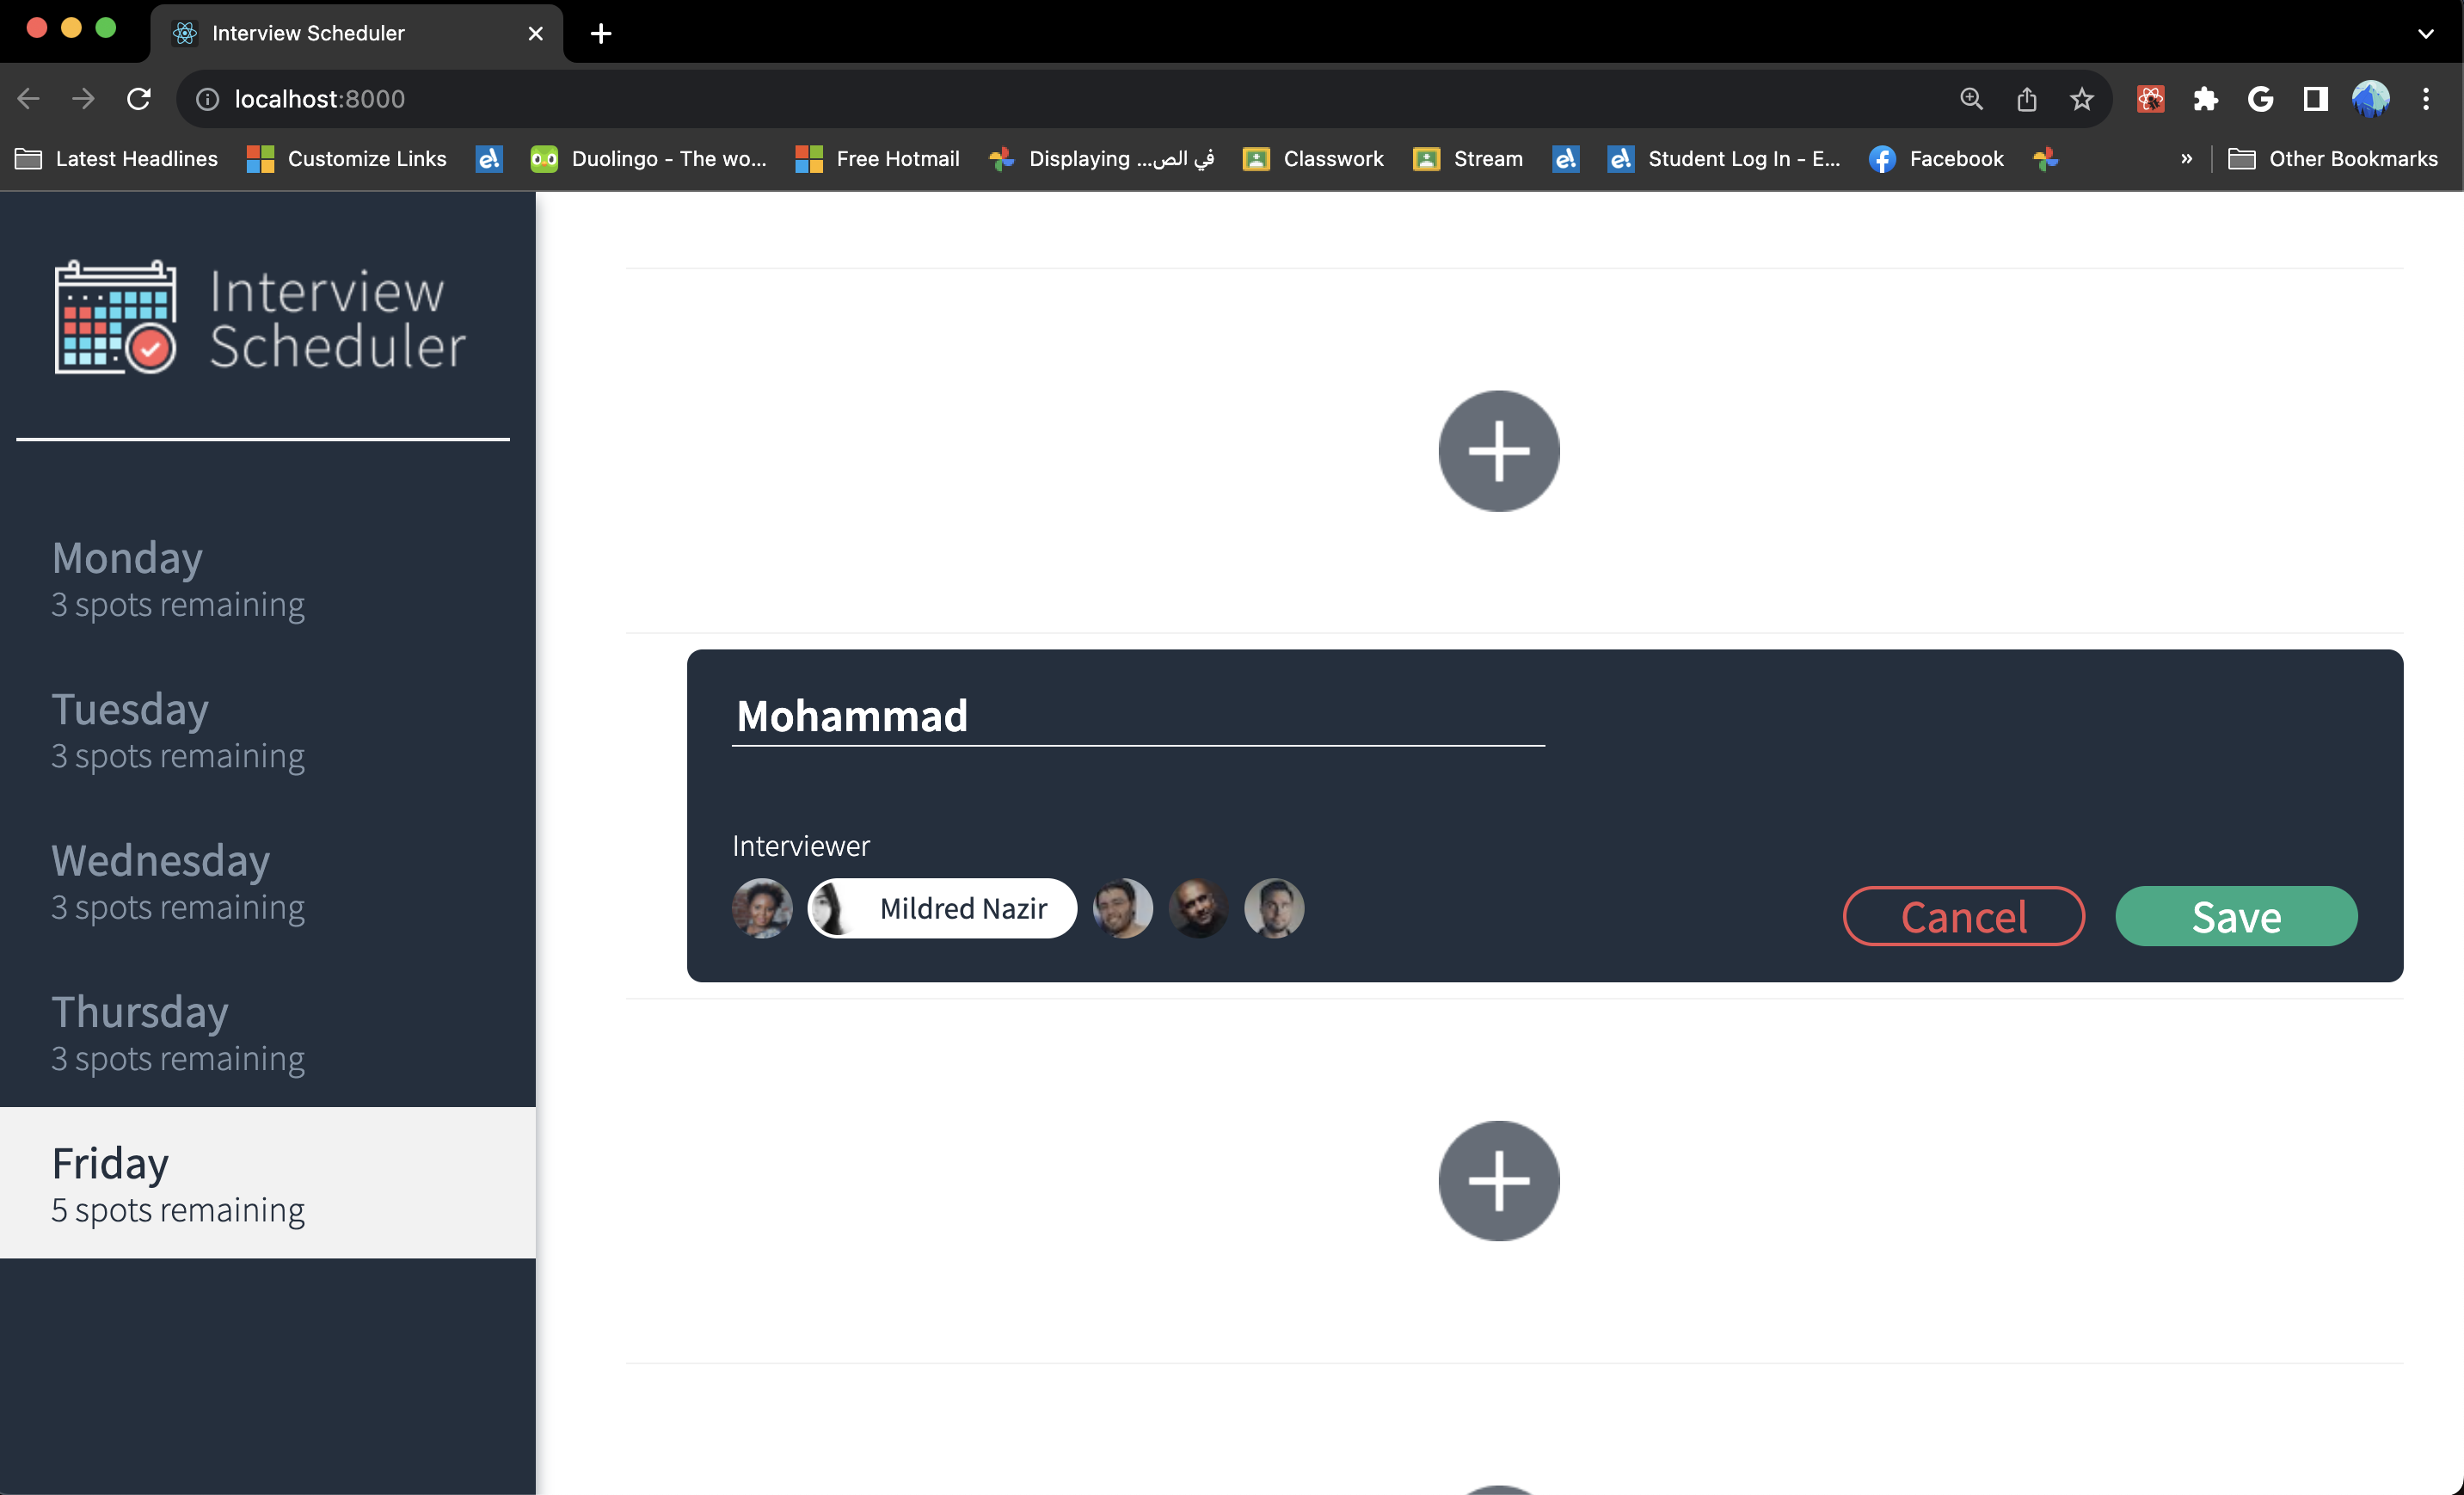 Interview Scheduler
localhost:8000
Latest Headlines
Customize Links
e!
Duolingo - The wo...
Free Hotmail
Displaying ...في الص
Classwork
Stream
e!
e!
Student Log In - E...
Facebook
»
Other Bookmarks
Interview
Scheduler
Monday
3 spots remaining
Tuesday
3 spots remaining
Wednesday
3 spots remaining
Thursday
3 spots remaining
Friday
5 spots remaining
Mohammad
Interviewer
Mildred Nazir
Cancel
Save